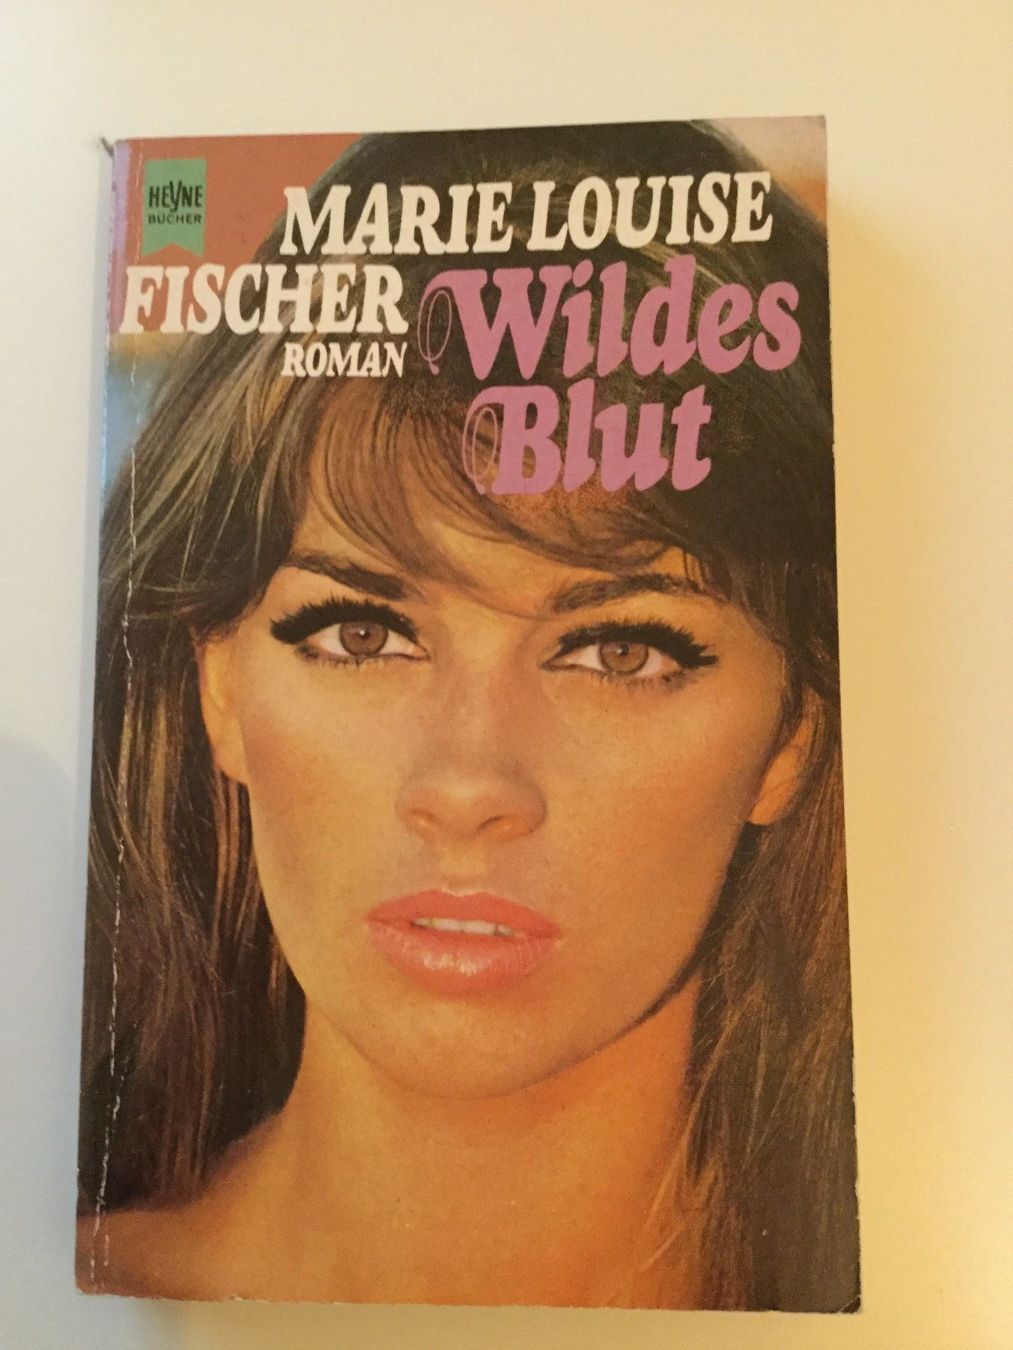 HEYNE
BÜCHER
MARIE LOUISE
FISCHER
ROMAN
Wildes
Blut